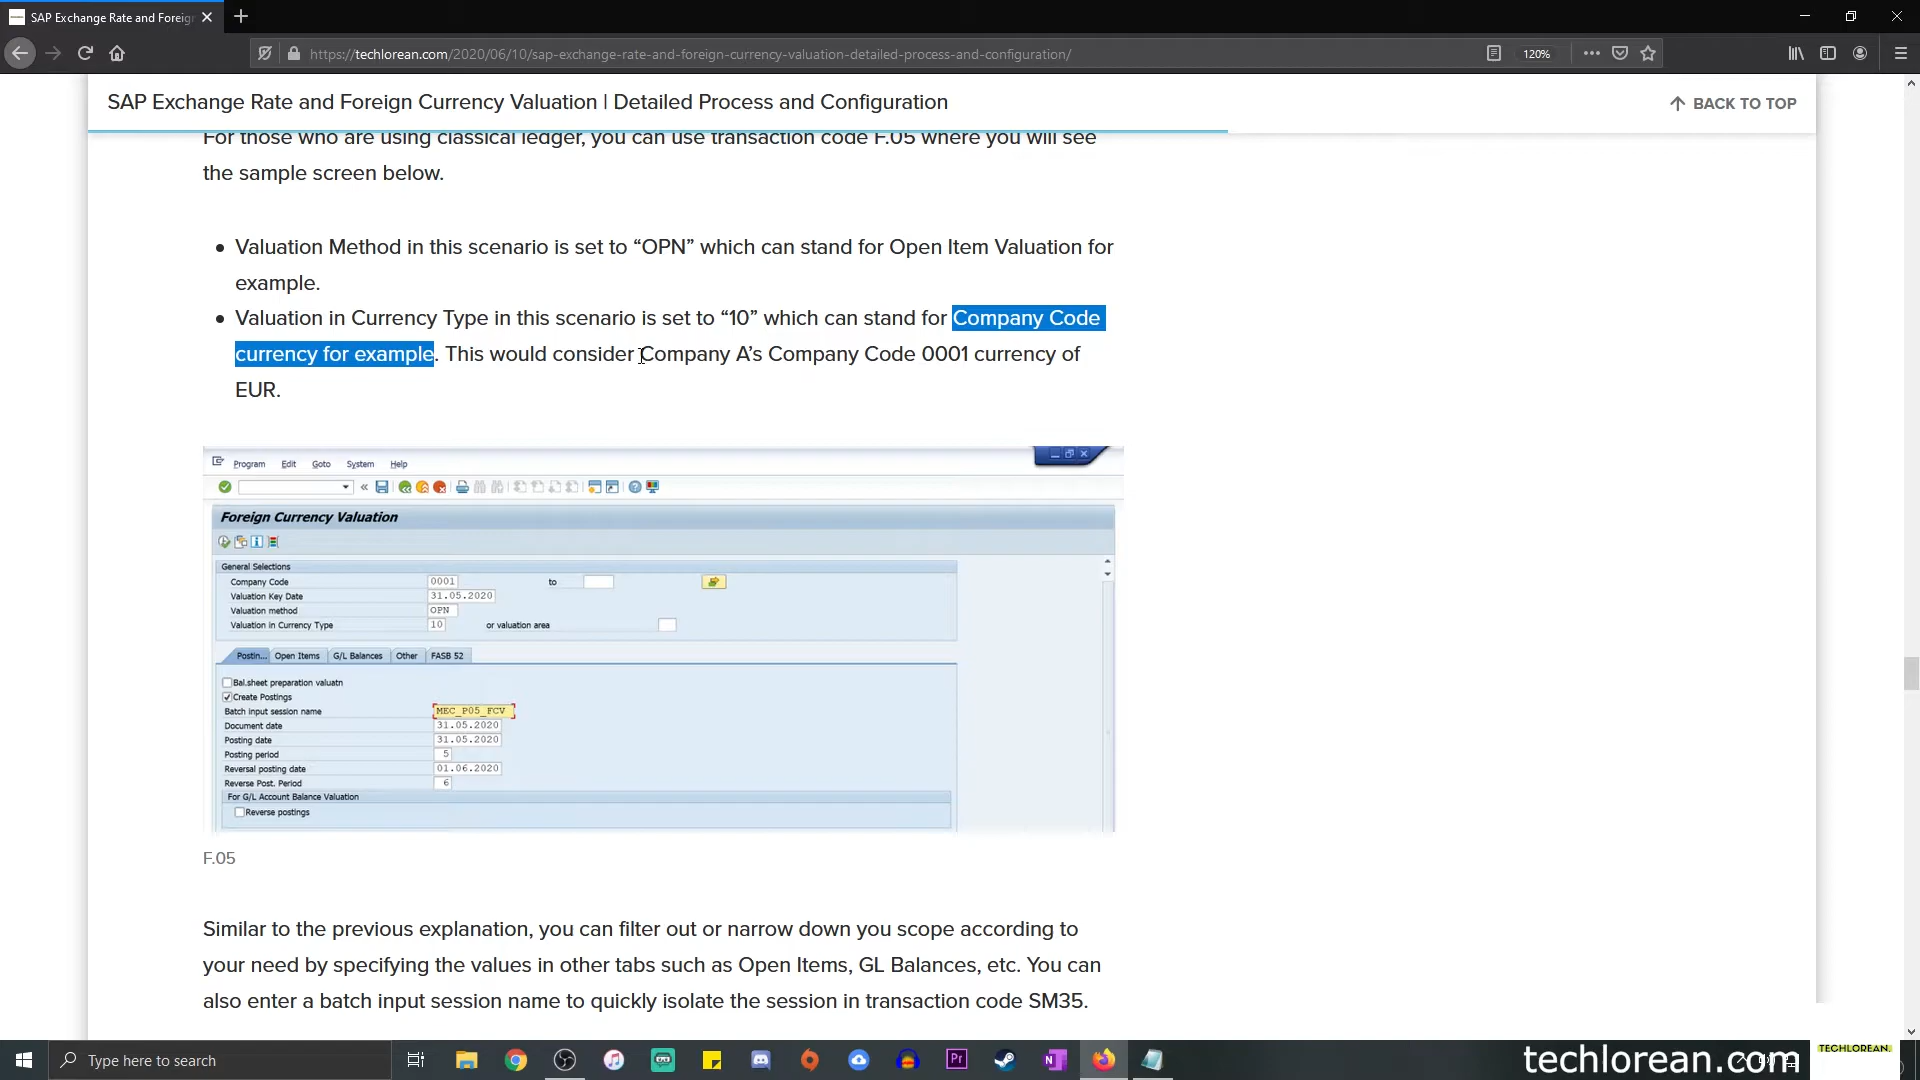 SAP Exchange Rate and Foreign
https://techlorean.com/2020/06/10/sap-exchange-rate-and-foreign-currency-valuation-detailed-process-and-configuration/
120%
SAP Exchange Rate and Foreign Currency Valuation | Detailed Process and Configuration
BACK TO TOP
For those who are using classical ledger, you can use transaction code F.05 where you will see
the sample screen below.
• Valuation Method in this scenario is set to “OPN” which can stand for Open Item Valuation for
example.
• Valuation in Currency Type in this scenario is set to “10” which can stand for Company Code
currency for example. This would consider Company A’s Company Code 0001 currency of
EUR.
Program Edit Goto System Help
Foreign Currency Valuation
General Selections
Company Code 0001 to
Valuation Key Date 31.05.2020
Valuation method OPN
Valuation in Currency Type 10 or valuation area
Postin... Open Items G/L Balances Other FASB 52
Bal.sheet preparation valuatn
Create Postings
Batch input session name MEC_P05_FCV
Document date 31.05.2020
Posting date 31.05.2020
Posting period 5
Reversal posting date 01.06.2020
Reverse Post. Period 6
For G/L Account Balance Valuation
Reverse postings
F.05
Similar to the previous explanation, you can filter out or narrow down you scope according to
your need by specifying the values in other tabs such as Open Items, GL Balances, etc. You can
also enter a batch input session name to quickly isolate the session in transaction code SM35.
Type here to search
Pr
techlorean.com
TECHLOREAN.